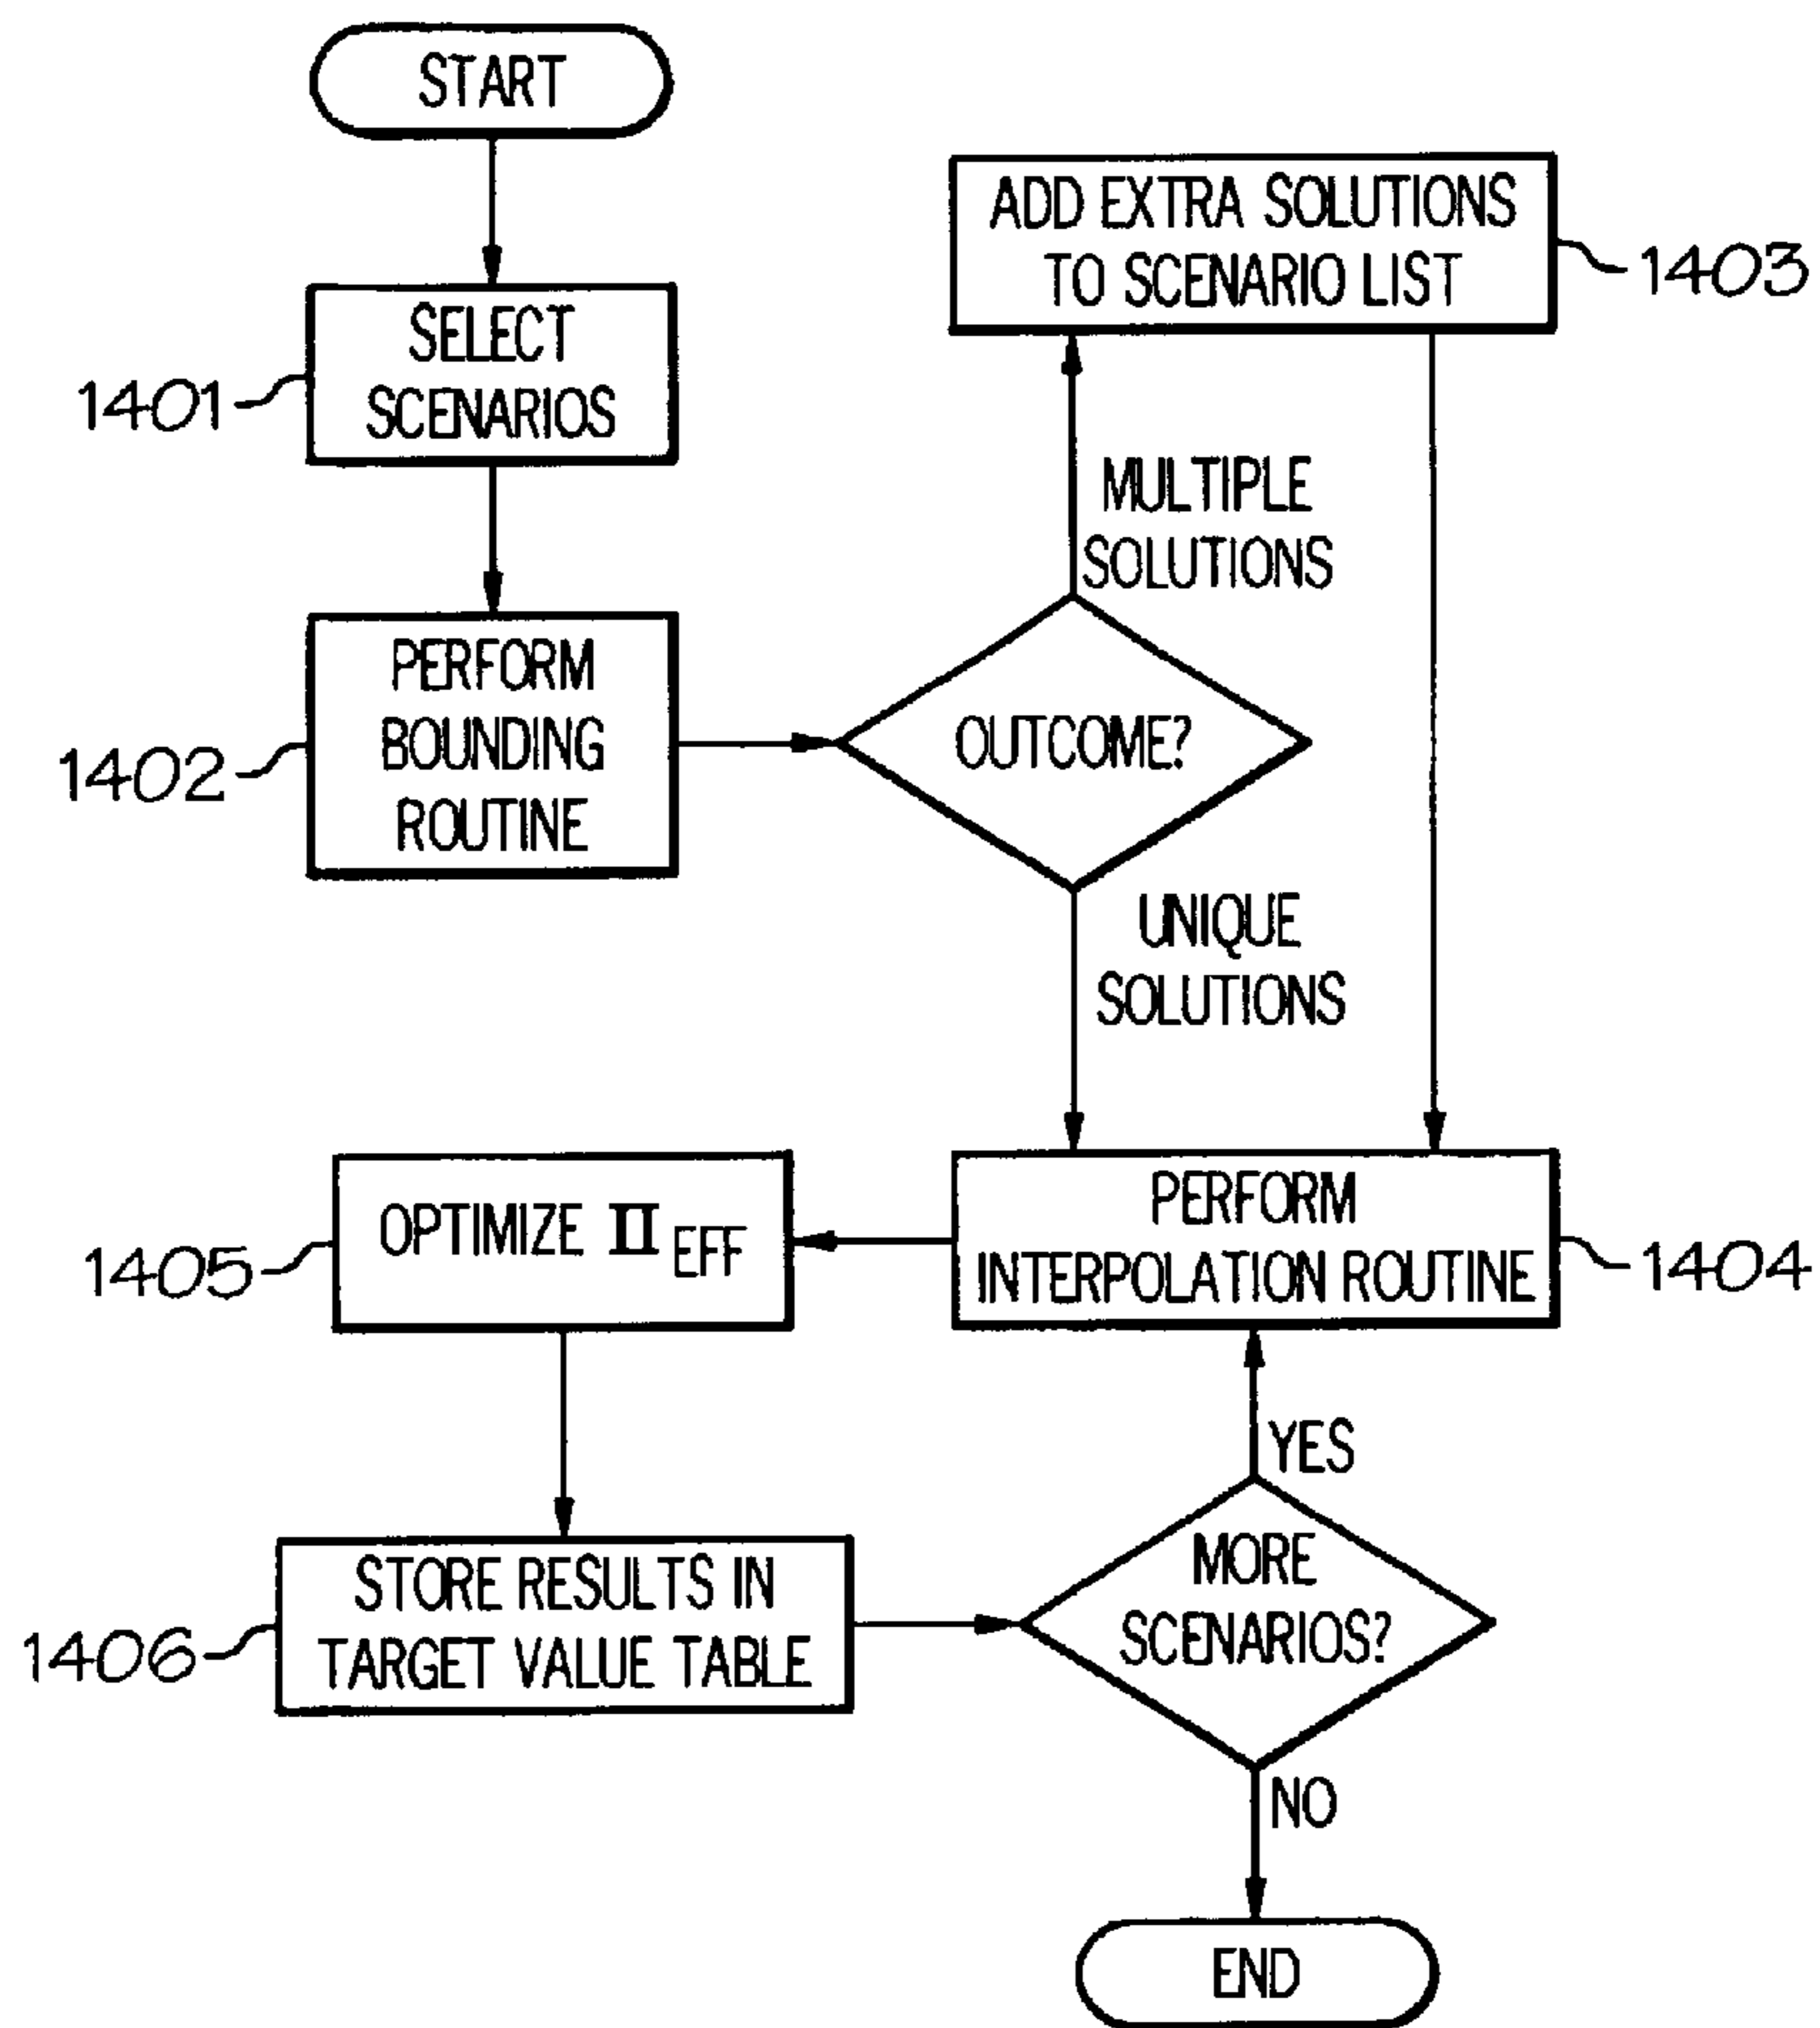 START
SELECT
SCENARIOS
1401
PERFORM
BOUNDING
ROUTINE
1402
OUTCOME?
MULTIPLE
SOLUTIONS
ADD EXTRA SOLUTIONS
TO SCENARIO LIST
1403
UNIQUE
SOLUTIONS
PERFORM
INTERPOLATION ROUTINE
1404
OPTIMIZE II EFF
1405
STORE RESULTS IN
TARGET VALUE TABLE
1406
MORE
SCENARIOS?
YES
NO
END